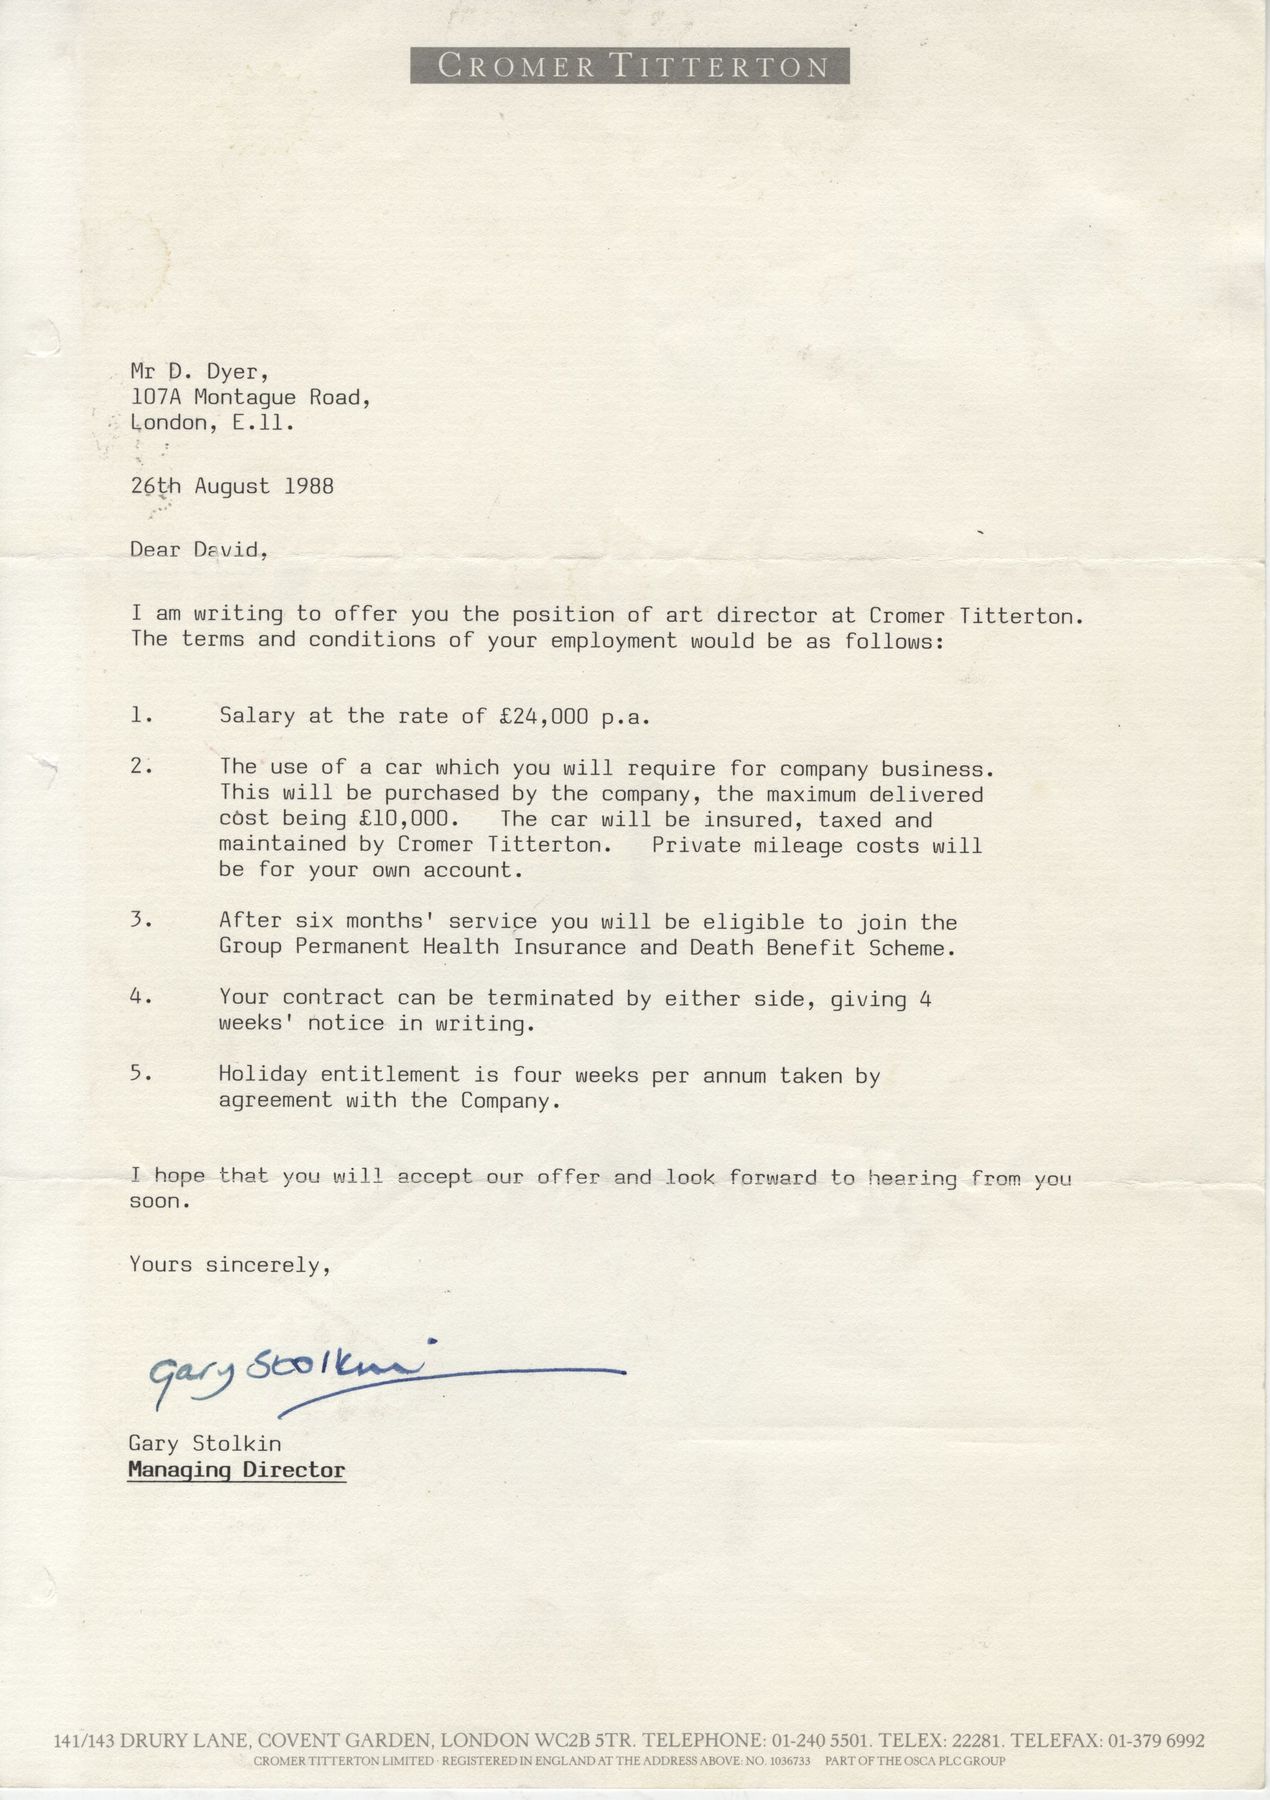 CROMER TITTERTON
Mr D. Dyer,
107A Montague Road,
London, E.11.
26th August 1988
Dear David,
I am writing to offer you the position of art director at Cromer Titterton.
The terms and conditions of your employment would be as follows:
1. Salary at the rate of £24,000 p.a.
2. The use of a car which you will require for company business.
This will be purchased by the company, the maximum delivered
cost being £10,000. The car will be insured, taxed and
maintained by Cromer Titterton. Private mileage costs will
be for your own account.
3. After six months' service you will be eligible to join the
Group Permanent Health Insurance and Death Benefit Scheme.
4. Your contract can be terminated by either side, giving 4
weeks' notice in writing.
5. Holiday entitlement is four weeks per annum taken by
agreement with the Company.
I hope that you will accept our offer and look forward to hearing from you
soon.
Yours sincerely,
Gary Stolkin
Gary Stolkin
Managing Director
141/143 DRURY LANE, COVENT GARDEN, LONDON WC2B 5TR. TELEPHONE: 01-240 5501. TELEX: 22281. TELEFAX: 01-379 6992
CROMER TITTERTON LIMITED · REGISTERED IN ENGLAND AT THE ADDRESS ABOVE: NO. 1036733 PART OF THE OSCA PLC GROUP